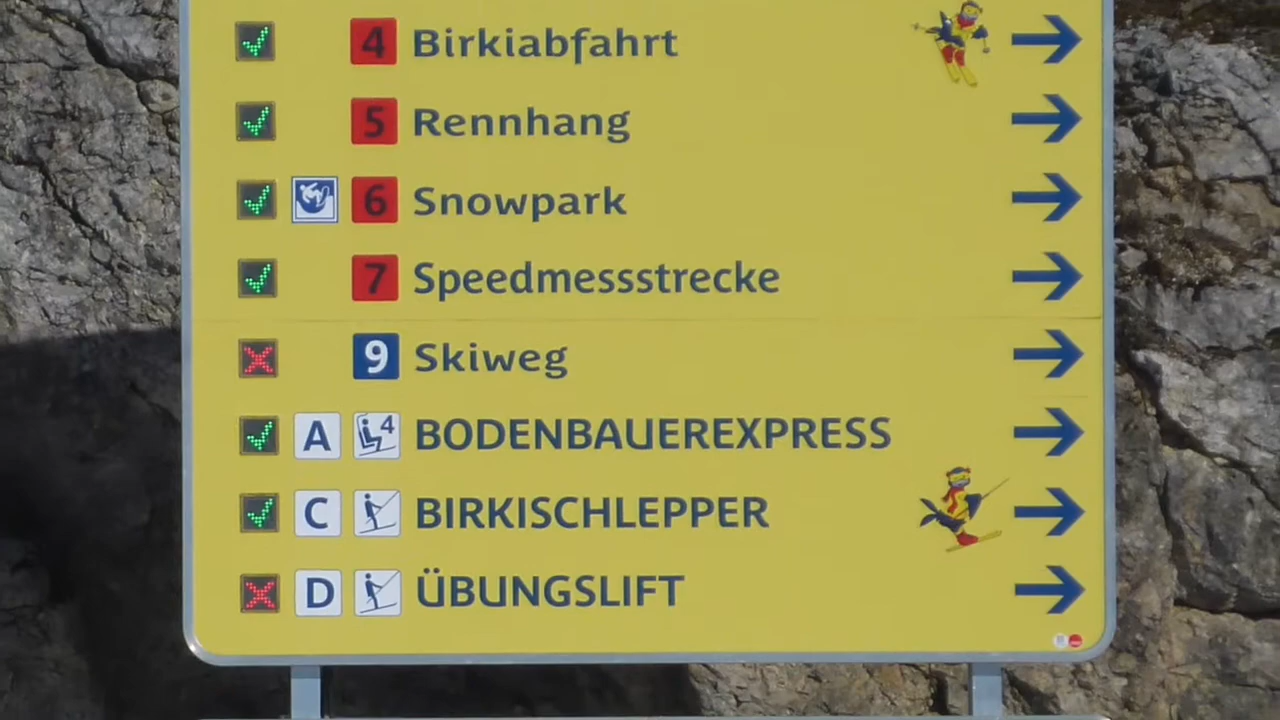 4 Birkiabfahrt
5 Rennhang
6 Snowpark
7 Speedmessstrecke
9 Skiweg
A 4 BODENBAUEREXPRESS
C BIRKISCHLEPPER
D ÜBUNGSLIFT